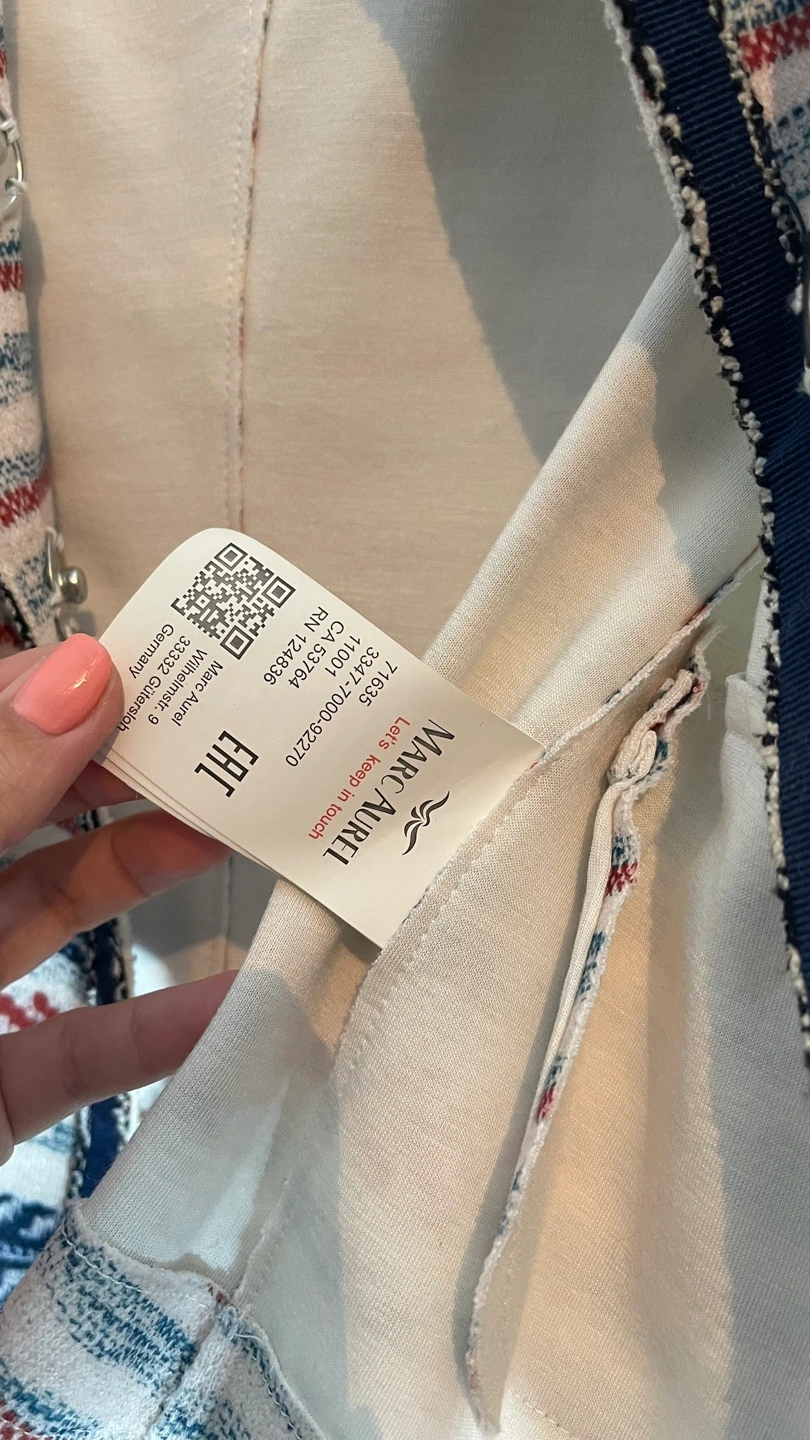 MARC AUREL
Let's keep in touch
71635
3347-7000-92270
11001
CA 53764
RN 124836
EAC
Marc Aurel
Wilhelmstr. 9
33332 Gütersloh
Germany